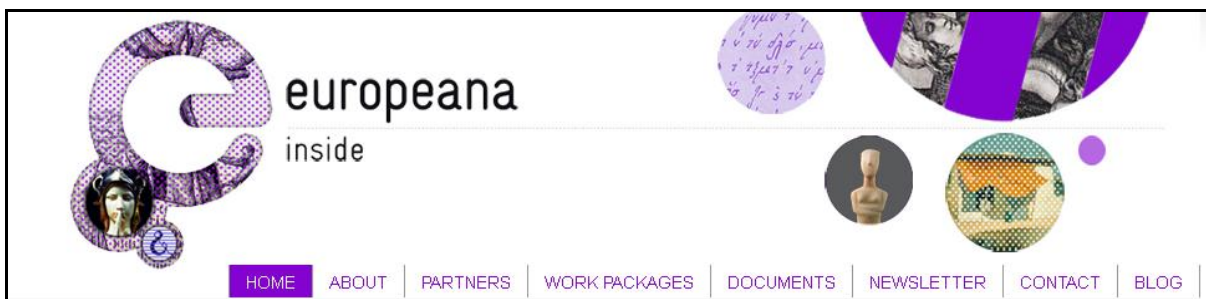 europeana
inside
HOME ABOUT PARTNERS WORK PACKAGES DOCUMENTS NEWSLETTER CONTACT BLOG